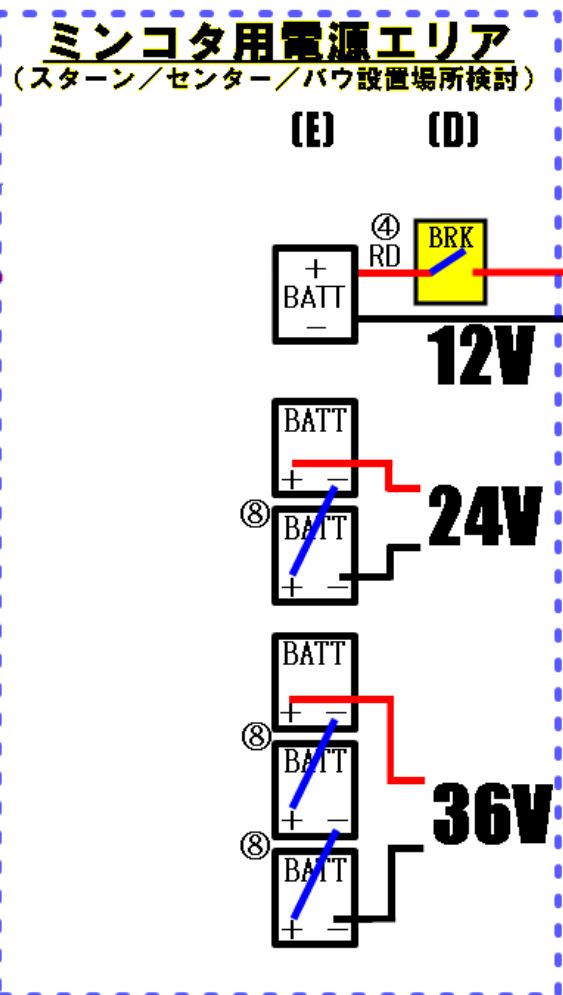 ミンコタ用電源エリア
(スターン／センター／バウ設置場所検討)
(E) (D)
④
RD
BRK
+
BATT
−
12V
BATT
+ −
24V
⑧
BATT
+ −
BATT
+ −
⑧
BATT
+ −
36V
⑧
BATT
+ −